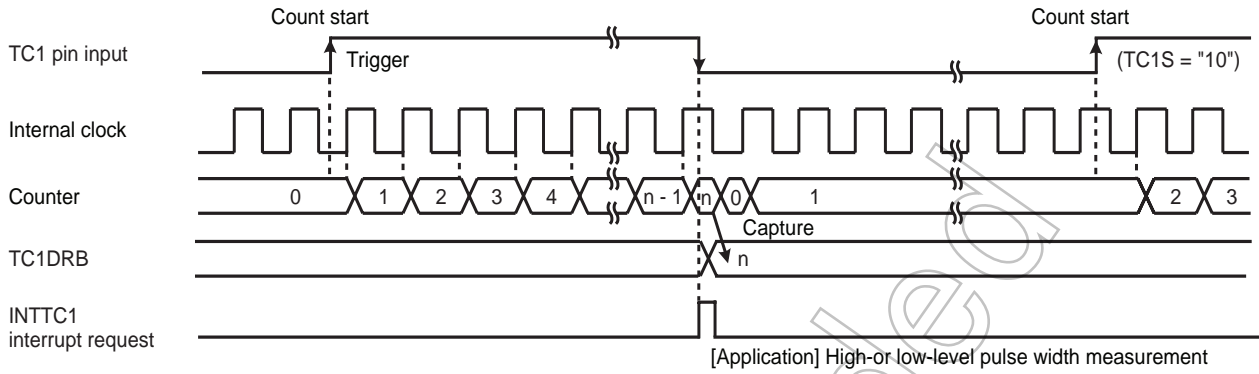 Count start
Count start
TC1 pin input
Trigger
(TC1S = "10")
Internal clock
Counter
0
1
2
3
4
n - 1
n
0
1
2
3
Capture
TC1DRB
n
INTTC1
interrupt request
[Application] High-or low-level pulse width measurement